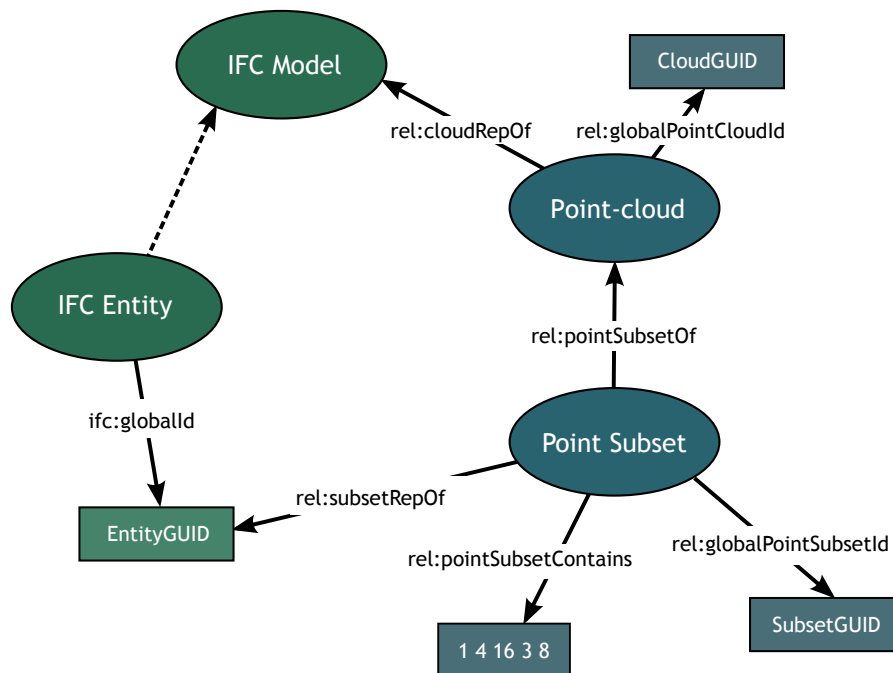 IFC Model
CloudGUID
rel:cloudRepOf
rel:globalPointCloudId
Point-cloud
IFC Entity
rel:pointSubsetOf
ifc:globalId
Point Subset
rel:subsetRepOf
EntityGUID
rel:globalPointSubsetId
rel:pointSubsetContains
SubsetGUID
1 4 16 3 8